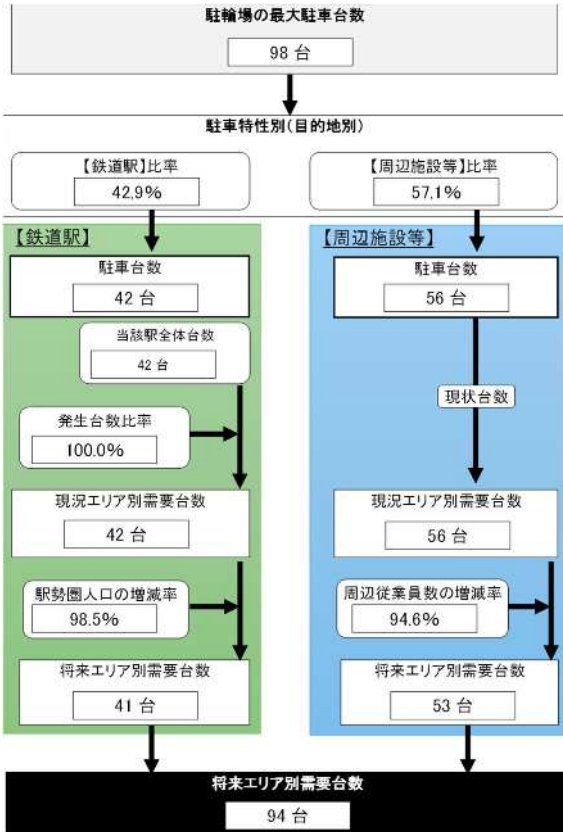 駐輪場の最大駐車台数
98 台
駐車特性別(目的地別)
【鉄道駅】比率
42.9%
【周辺施設等】比率
57.1%
【鉄道駅】
駐車台数
42 台
当該駅全体台数
42 台
発生台数比率
100.0%
現況エリア別需要台数
42 台
駅勢圏人口の増減率
98.5%
将来エリア別需要台数
41 台
【周辺施設等】
駐車台数
56 台
現状台数
現況エリア別需要台数
56 台
周辺従業員数の増減率
94.6%
将来エリア別需要台数
53 台
将来エリア別需要台数
94 台